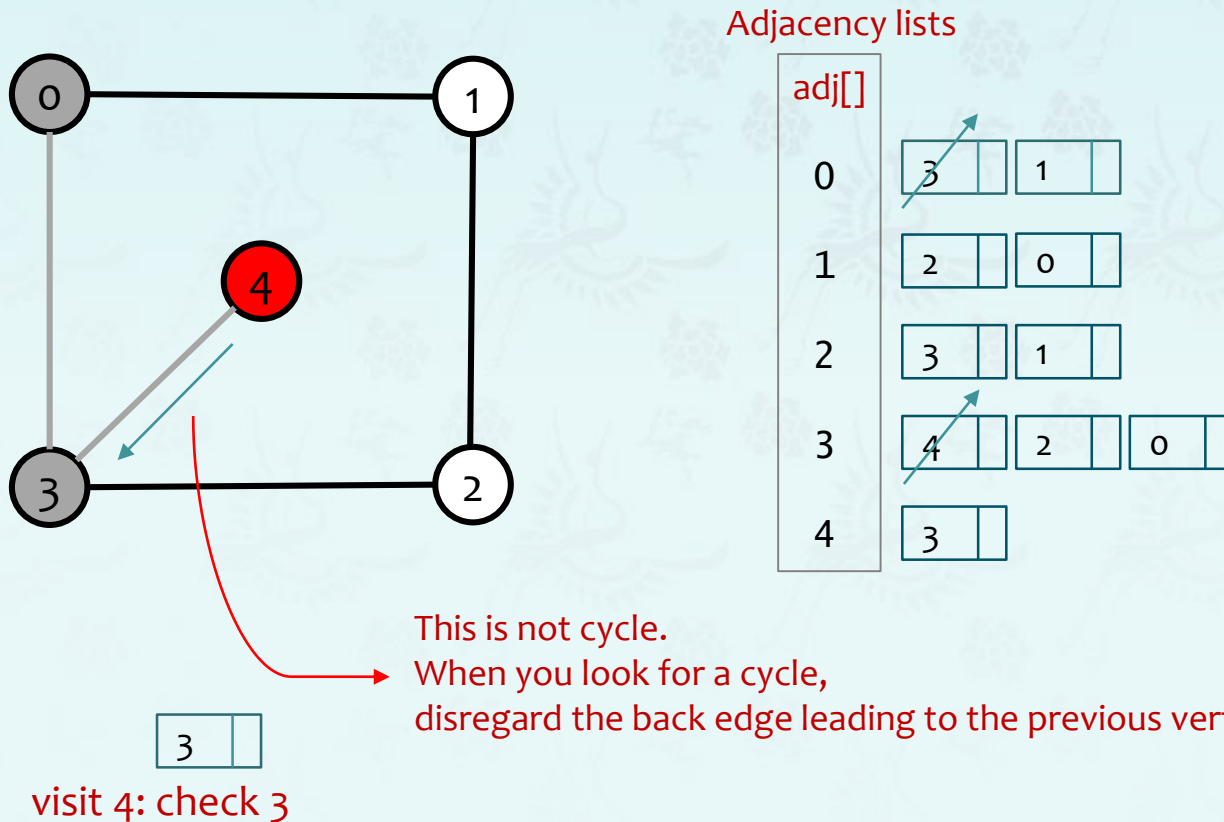 Adjacency lists
adj[]
0 3 1
1 2 0
2 3 1
3 4 2 0
4 3
0
1
4
3
2
This is not cycle.
When you look for a cycle,
disregard the back edge leading to the previous
3
visit 4: check 3